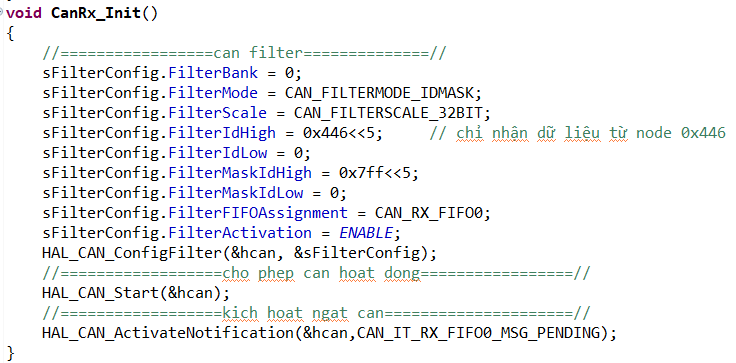 void CanRx_Init()
{
//=================can filter==============//
sFilterConfig.FilterBank = 0;
sFilterConfig.FilterMode = CAN_FILTERMODE_IDMASK;
sFilterConfig.FilterScale = CAN_FILTERSCALE_32BIT;
sFilterConfig.FilterIdHigh = 0x446<<5; // chỉ nhận dữ liệu từ node 0x446
sFilterConfig.FilterIdLow = 0;
sFilterConfig.FilterMaskIdHigh = 0x7ff<<5;
sFilterConfig.FilterMaskIdLow = 0;
sFilterConfig.FilterFIFOAssignment = CAN_RX_FIFO0;
sFilterConfig.FilterActivation = ENABLE;
HAL_CAN_ConfigFilter(&hcan, &sFilterConfig);
//==================cho phep can hoat dong=================//
HAL_CAN_Start(&hcan);
//==================kich hoat ngat can=====================//
HAL_CAN_ActivateNotification(&hcan,CAN_IT_RX_FIFO0_MSG_PENDING);
}